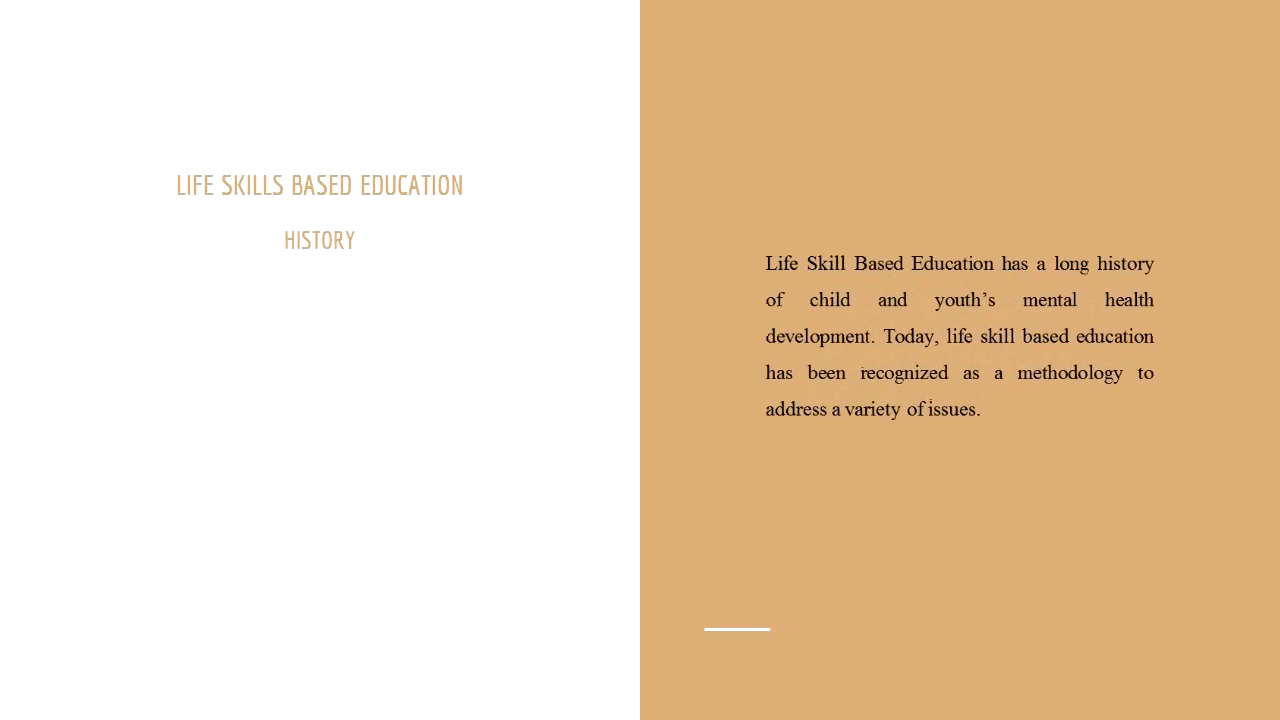 LIFE SKILLS BASED EDUCATION
HISTORY
Life Skill Based Education has a long history
of child and youth’s mental health
development. Today, life skill based education
has been recognized as a methodology to
address a variety of issues.